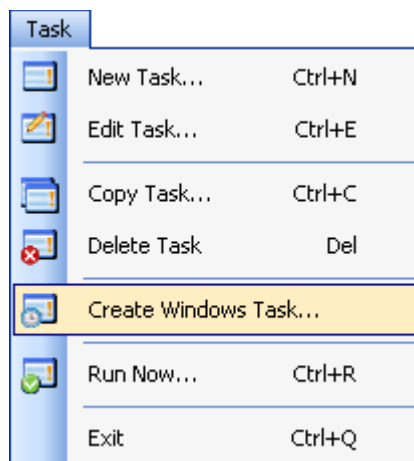 Task
New Task... Ctrl+N
Edit Task... Ctrl+E
Copy Task... Ctrl+C
Delete Task Del
Create Windows Task...
Run Now... Ctrl+R
Exit Ctrl+Q